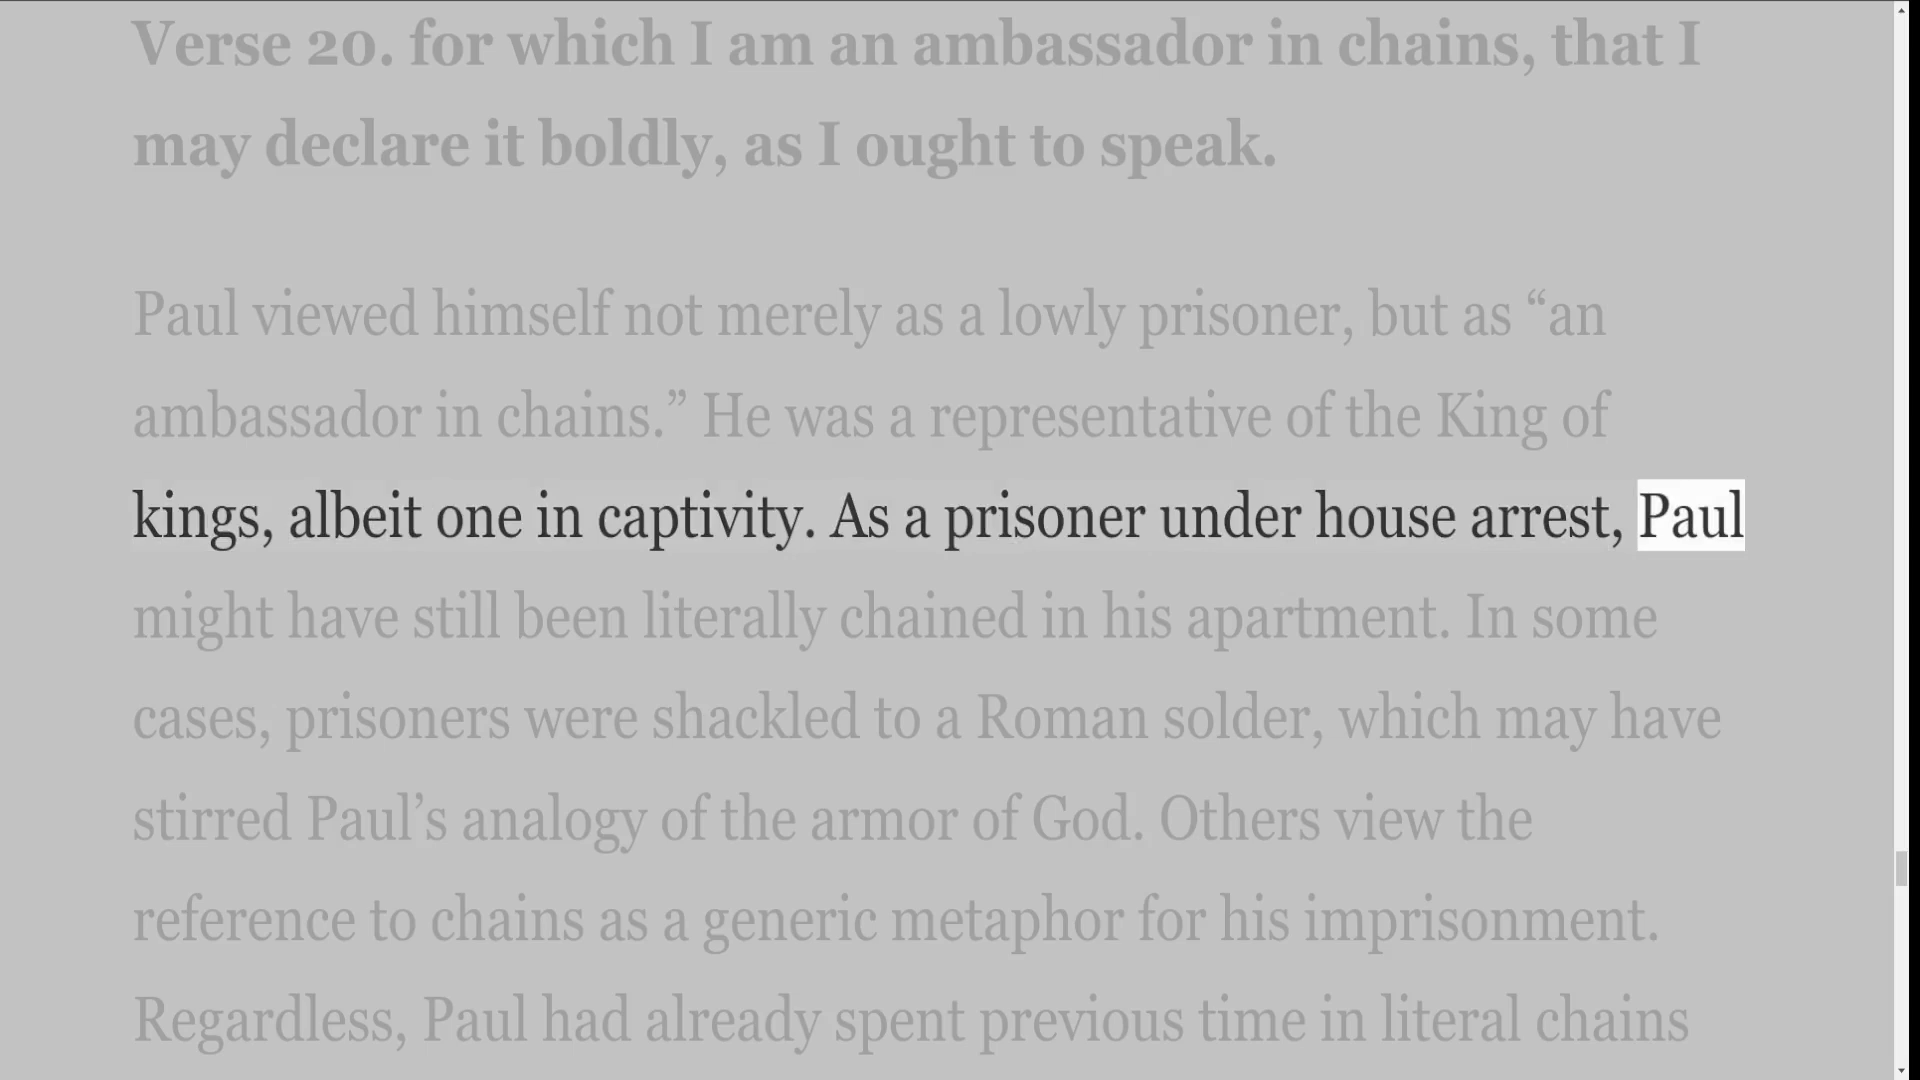 Verse 20. for which I am an ambassador in chains, that I
may declare it boldly, as I ought to speak.
Paul viewed himself not merely as a lowly prisoner, but as “an
ambassador in chains.” He was a representative of the King of
kings, albeit one in captivity. As a prisoner under house arrest, Paul
might have still been literally chained in his apartment. In some
cases, prisoners were shackled to a Roman solder, which may have
stirred Paul’s analogy of the armor of God. Others view the
reference to chains as a generic metaphor for his imprisonment.
Regardless, Paul had already spent previous time in literal chains